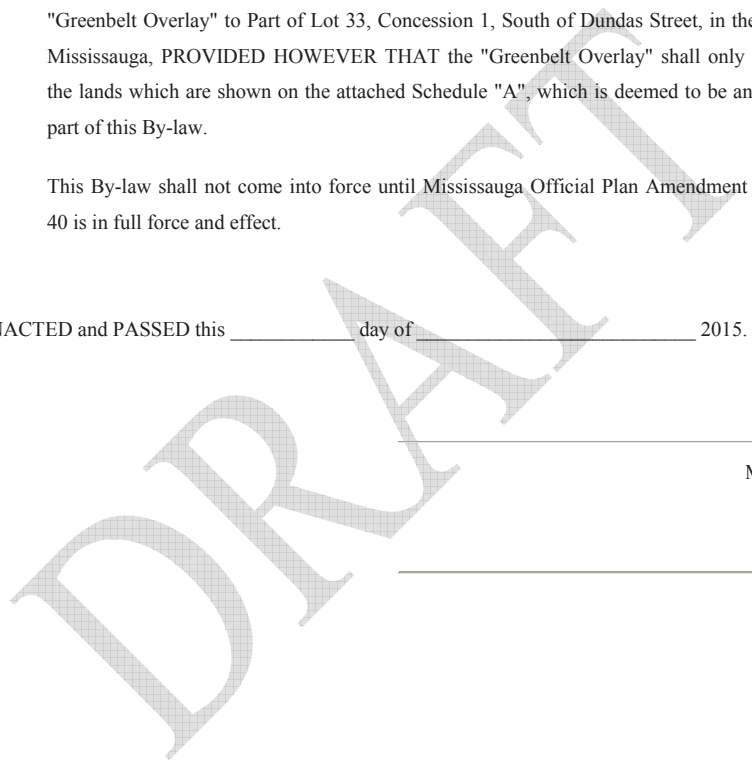 "Greenbelt Overlay" to Part of Lot 33, Concession 1, South of Dundas Street, in the
Mississauga, PROVIDED HOWEVER THAT the "Greenbelt Overlay" shall only
the lands which are shown on the attached Schedule "A", which is deemed to be an
part of this By-law.
This By-law shall not come into force until Mississauga Official Plan Amendment
40 is in full force and effect.
NACTED and PASSED this ____________ day of ___________________________ 2015.
M
DRAFT